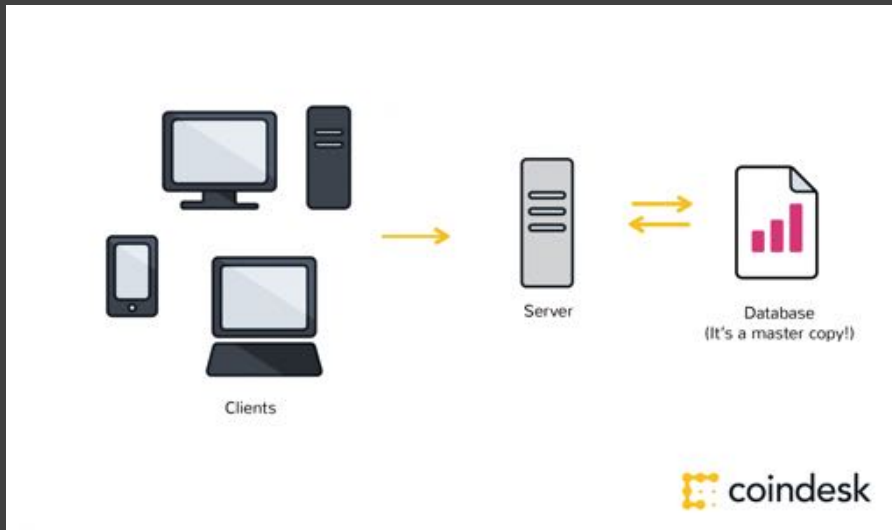 Server
Database
(It's a master copy!)
Clients
coindesk